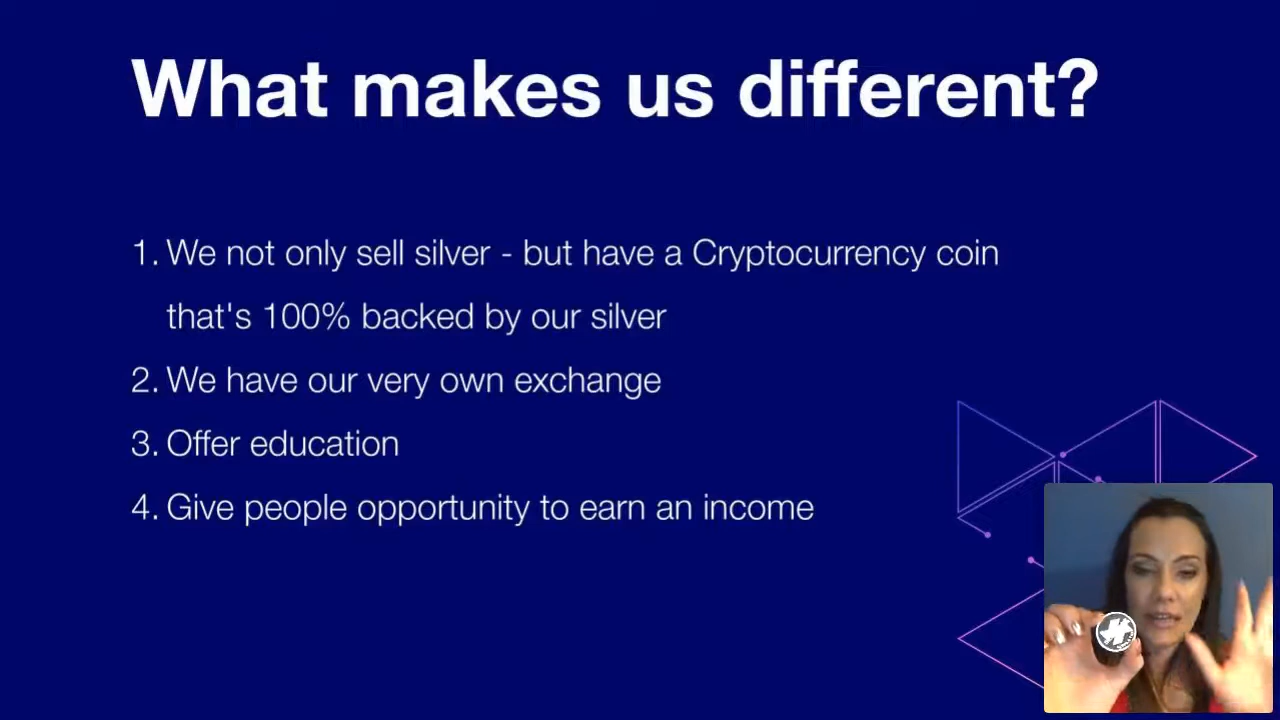 What makes us different?
1. We not only sell silver - but have a Cryptocurrency coin
that's 100% backed by our silver
2. We have our very own exchange
3. Offer education
4. Give people opportunity to earn an income